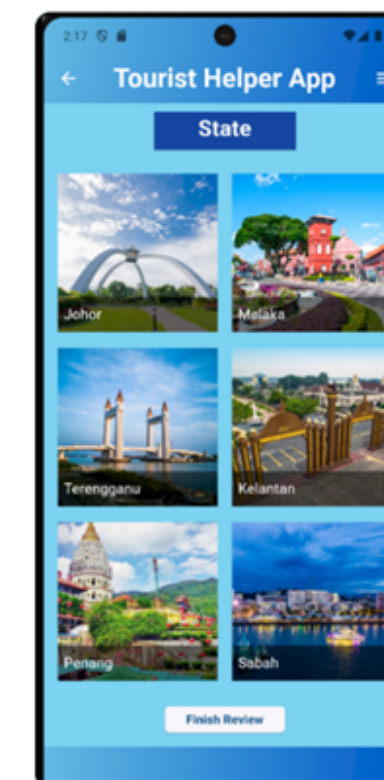 2:17
Tourist Helper App
State
Johor
Melaka
Terengganu
Kelantan
Penang
Sabah
Finish Review